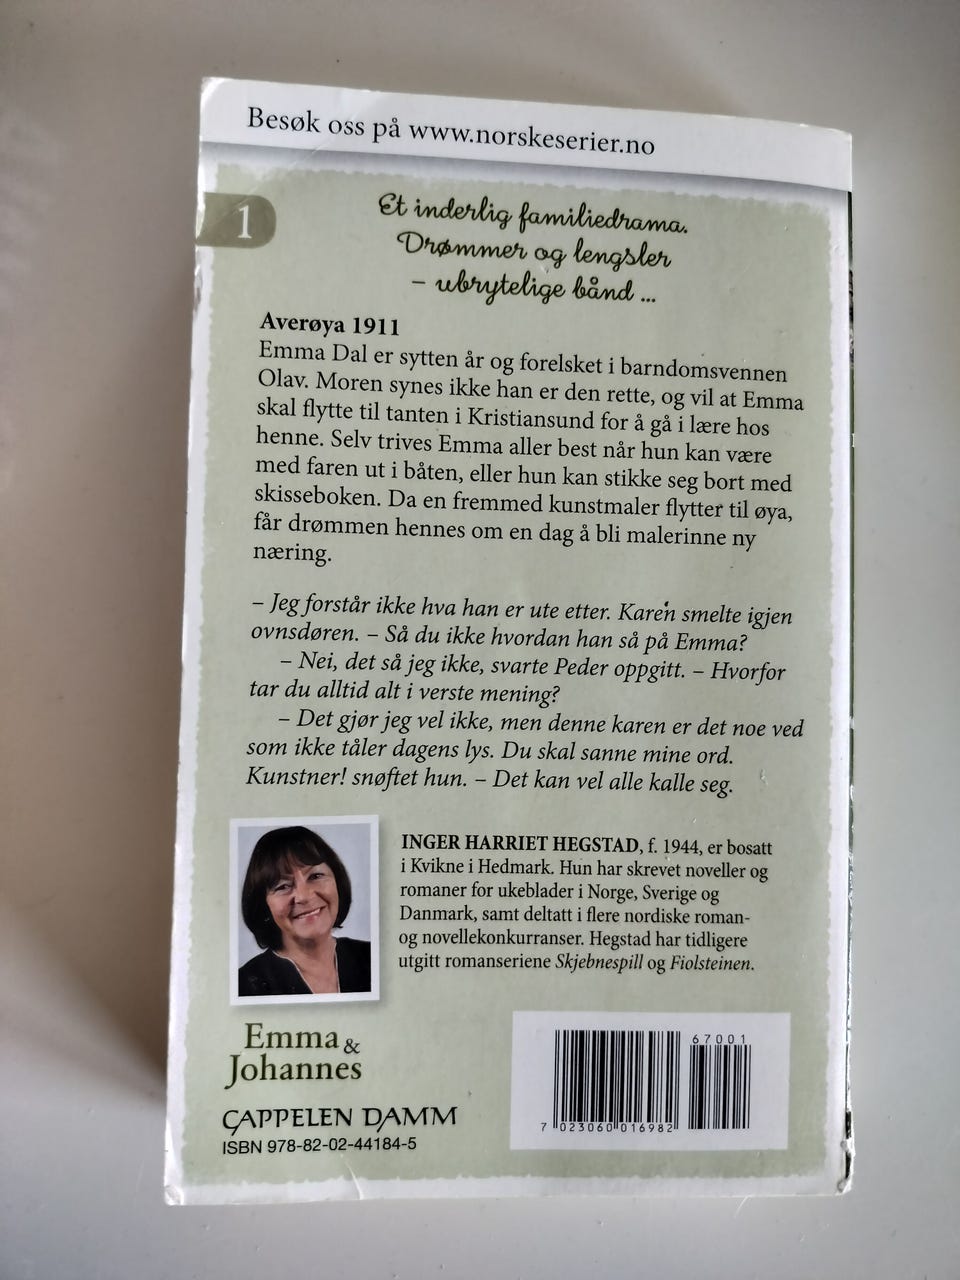 Besøk oss på www.norskeserier.no
1
Et inderlig familiedrama.
Drømmer og lengsler
– ubrytelige bånd ...
Averøya 1911
Emma Dal er sytten år og forelsket i barndomsvennen
Olav. Moren synes ikke han er den rette, og vil at Emma
skal flytte til tanten i Kristiansund for å gå i lære hos
henne. Selv trives Emma aller best når hun kan være
med faren ut i båten, eller hun kan stikke seg bort med
skisseboken. Da en fremmed kunstmaler flytter til øya,
får drømmen hennes om en dag å bli malerinne ny
næring.
– Jeg forstår ikke hva han er ute etter. Karen smelte igjen
ovnsdøren. – Så du ikke hvordan han så på Emma?
– Nei, det så jeg ikke, svarte Peder oppgitt. – Hvorfor
tar du alltid alt i verste mening?
– Det gjør jeg vel ikke, men denne karen er det noe ved
som ikke tåler dagens lys. Du skal sanne mine ord.
Kunstner! snøftet hun. – Det kan vel alle kalle seg.
INGER HARRIET HEGSTAD, f. 1944, er bosatt
i Kvikne i Hedmark. Hun har skrevet noveller og
romaner for ukeblader i Norge, Sverige og
Danmark, samt deltatt i flere nordiske roman-
og novellekonkurranser. Hegstad har tidligere
utgitt romanseriene Skjebnespill og Fiolsteinen.
Emma &
Johannes
CAPPELEN DAMM
ISBN 978-82-02-44184-5
67001
7 023060 016982